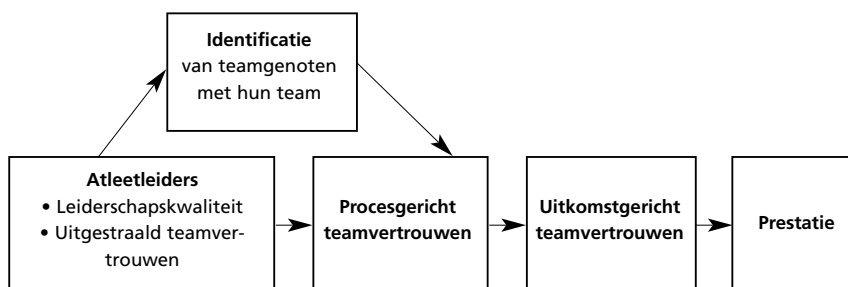 Identificatie
van teamgenoten
met hun team
Atleetleiders
• Leiderschapskwaliteit
• Uitgestraald teamver-
trouwen
Procesgericht
teamvertrouwen
Uitkomstgericht
teamvertrouwen
Prestatie